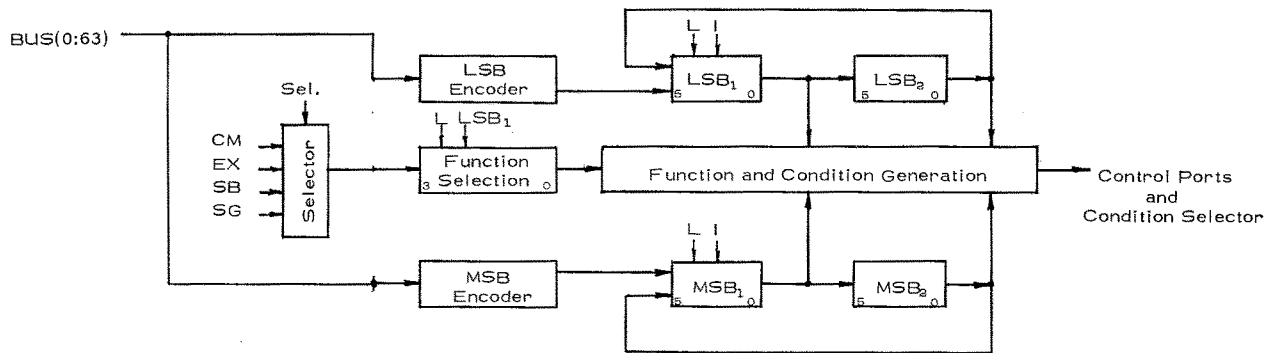 BUS(0:63)
L I
LSB
Encoder
LSB₁
5 0
LSB₂
5 0
Sel.
CM
EX
SB
SG
Selector
L LSB₁
Function
Selection
3 0
Function and Condition Generation
Control Ports
and
Condition Selector
L I
MSB
Encoder
MSB₁
5 0
MSB₂
5 0